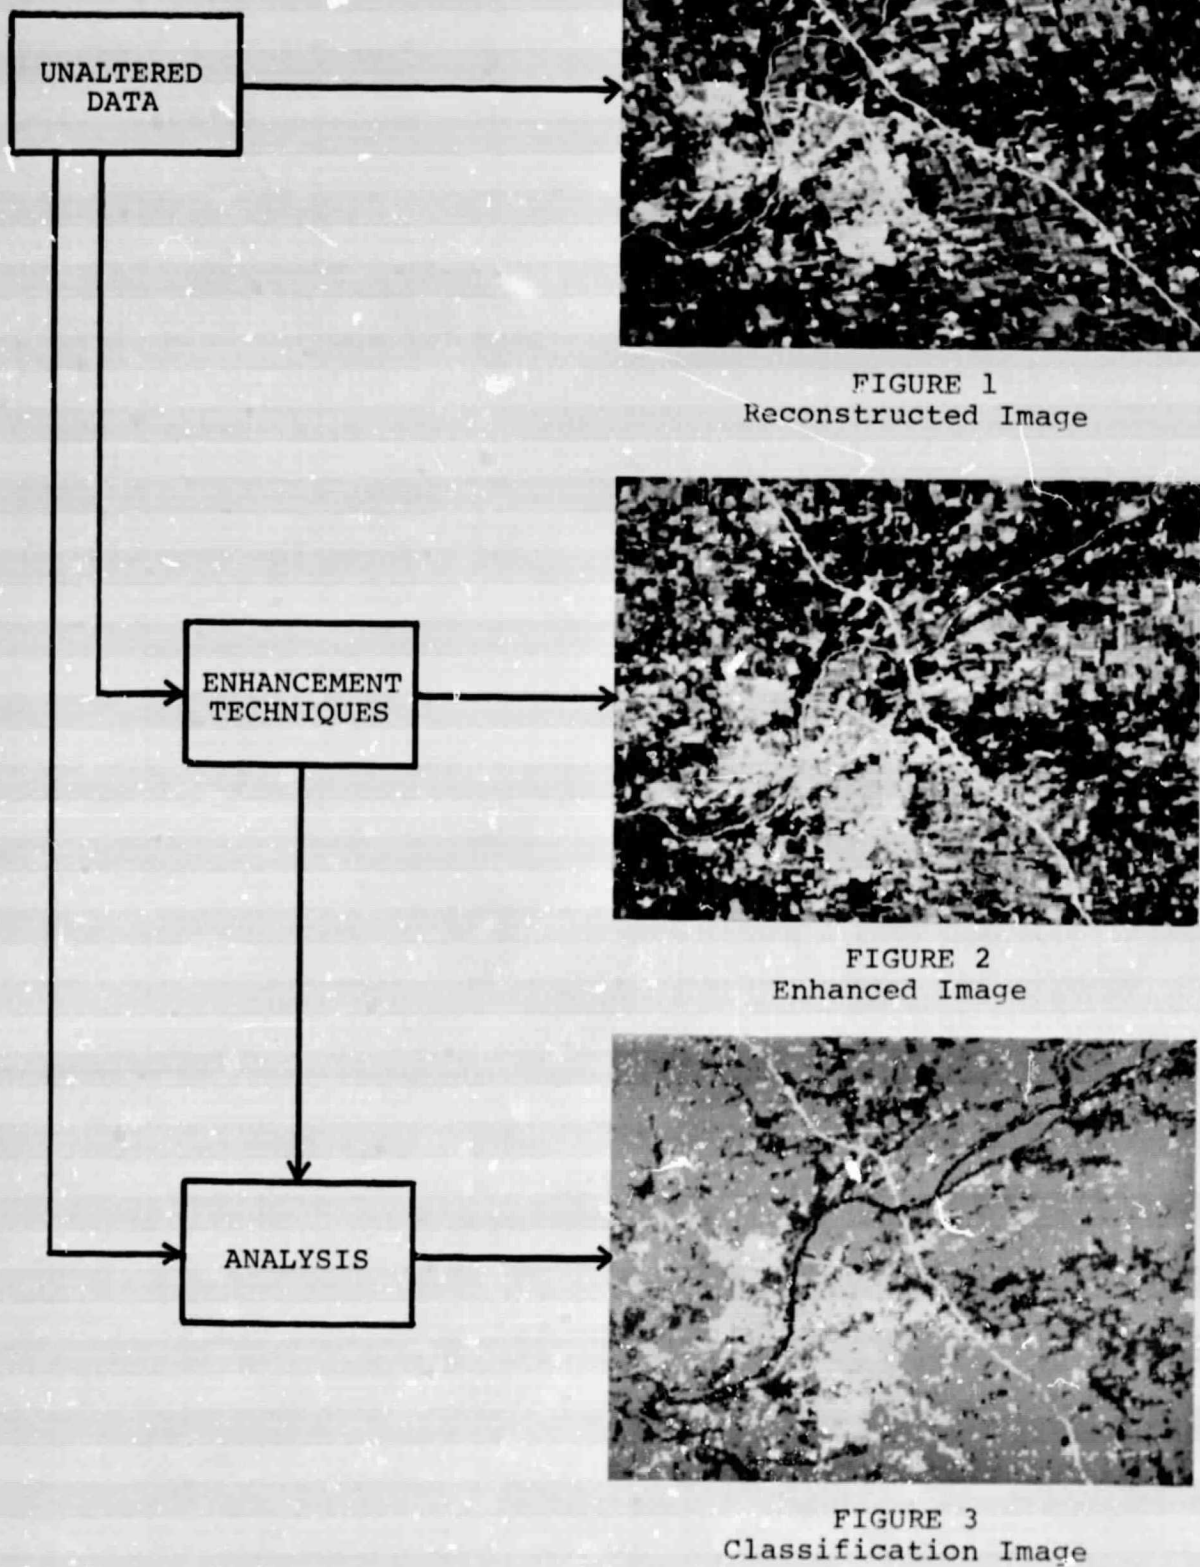 UNALTERED
DATA
FIGURE 1
Reconstructed Image
ENHANCEMENT
TECHNIQUES
FIGURE 2
Enhanced Image
ANALYSIS
FIGURE 3
Classification Image